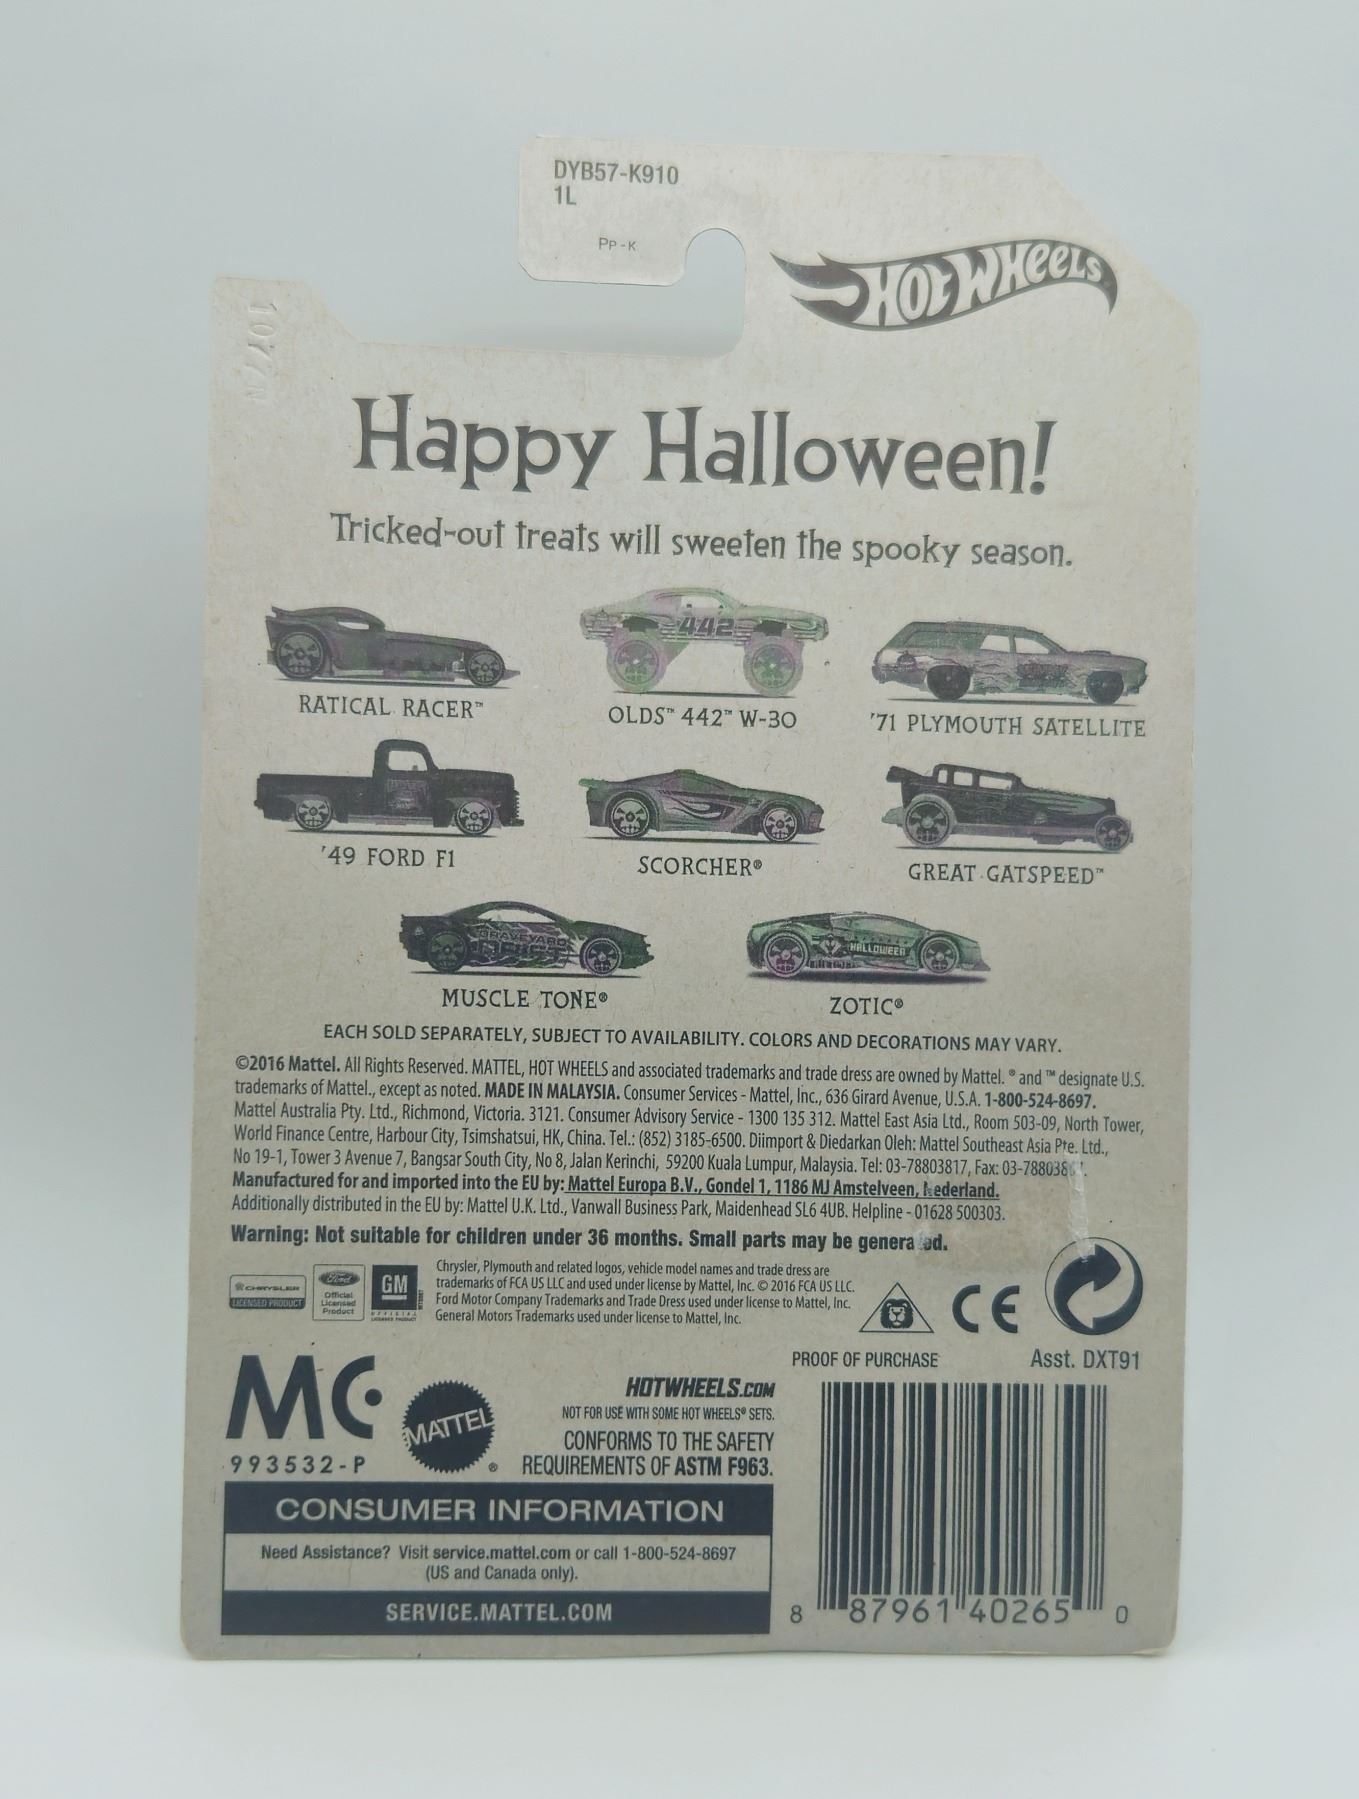 DYB57-K910
1L
PP-K
HOT WHEELS
Happy Halloween!
Tricked-out treats will sweeten the spooky season.
442
RATICAL RACER™
OLDS™ 442™ W-30
'71 PLYMOUTH SATELLITE
'49 FORD F1
SCORCHER®
GREAT GATSPEED™
GRAVEYARD
HALLOWEEN
MUSCLE TONE®
ZOTIC®
EACH SOLD SEPARATELY, SUBJECT TO AVAILABILITY. COLORS AND DECORATIONS MAY VARY.
©2016 Mattel. All Rights Reserved. MATTEL, HOT WHEELS and associated trademarks and trade dress are owned by Mattel. ® and ™ designate U.S.
trademarks of Mattel., except as noted. MADE IN MALAYSIA. Consumer Services - Mattel, Inc., 636 Girard Avenue, U.S.A. 1-800-524-8697.
Mattel Australia Pty. Ltd., Richmond, Victoria. 3121. Consumer Advisory Service - 1300 135 312. Mattel East Asia Ltd., Room 503-09, North Tower,
World Finance Centre, Harbour City, Tsimshatsui, HK, China. Tel.: (852) 3185-6500. Diimport & Diedarkan Oleh: Mattel Southeast Asia Pte. Ltd.,
No 19-1, Tower 3 Avenue 7, Bangsar South City, No 8, Jalan Kerinchi, 59200 Kuala Lumpur, Malaysia. Tel: 03-78803817, Fax:
Manufactured for and imported into the EU by: Mattel Europa B.V., Gondel 1, 1186 MJ Amstelveen, Nederland.
Additionally distributed in the EU by: Mattel U.K. Ltd., Vanwall Business Park, Maidenhead SL6 4UB. Helpline - 01628 500303.
Warning: Not suitable for children under 36 months. Small parts may be generated.
CHRYSLER
LICENSED PRODUCT
Ford
Official
Licensed
Product
GM
OFFICIAL
LICENSED PRODUCT
Chrysler, Plymouth and related logos, vehicle model names and trade dress are
trademarks of FCA US LLC and used under license by Mattel, Inc. © 2016 FCA US LLC.
Ford Motor Company Trademarks and Trade Dress used under license to Mattel, Inc.
General Motors Trademarks used under license to Mattel, Inc.
CE
PROOF OF PURCHASE
Asst. DXT91
MC
993532-P
MATTEL ®
HOTWHEELS.COM
NOT FOR USE WITH SOME HOT WHEELS® SETS.
CONFORMS TO THE SAFETY
REQUIREMENTS OF ASTM F963.
CONSUMER INFORMATION
Need Assistance? Visit service.mattel.com or call 1-800-524-8697
(US and Canada only).
SERVICE.MATTEL.COM
8 87961 40265 0